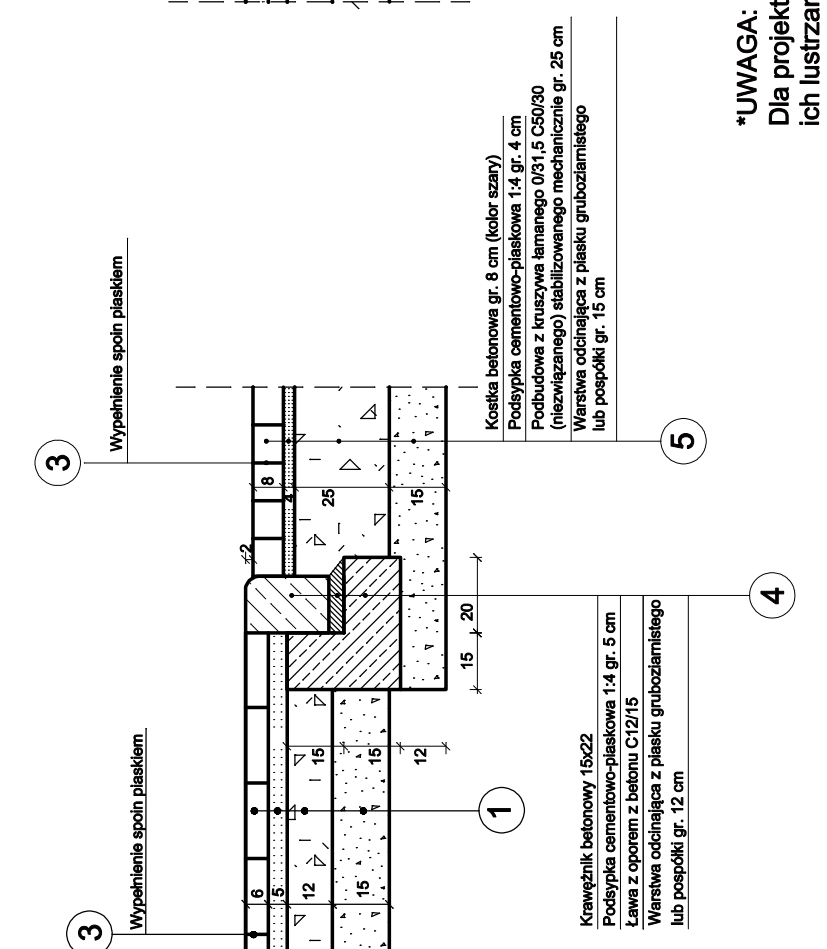 *UWAGA:
Dla projekt
ich lustrzar
3
Wypełnienie spoin piaskiem
3
Wypełnienie spoin piaskiem
2
8
4
25
15
6
5
12
15
15
15
12
15
20
1
4
5
Kostka betonowa gr. 8 cm (kolor szary)
Podsypka cementowo-piaskowa 1:4 gr. 4 cm
Podbudowa z kruszywa łamanego 0/31,5 C50/30
(niezwiązanego) stabilizowanego mechanicznie gr. 25 cm
Warstwa odcinająca z piasku gruboziarnistego
lub pospółki gr. 15 cm
Krawężnik betonowy 15x22
Podsypka cementowo-piaskowa 1:4 gr. 5 cm
Ława z oporem z betonu C12/15
Warstwa odcinająca z piasku gruboziarnistego
lub pospółki gr. 12 cm